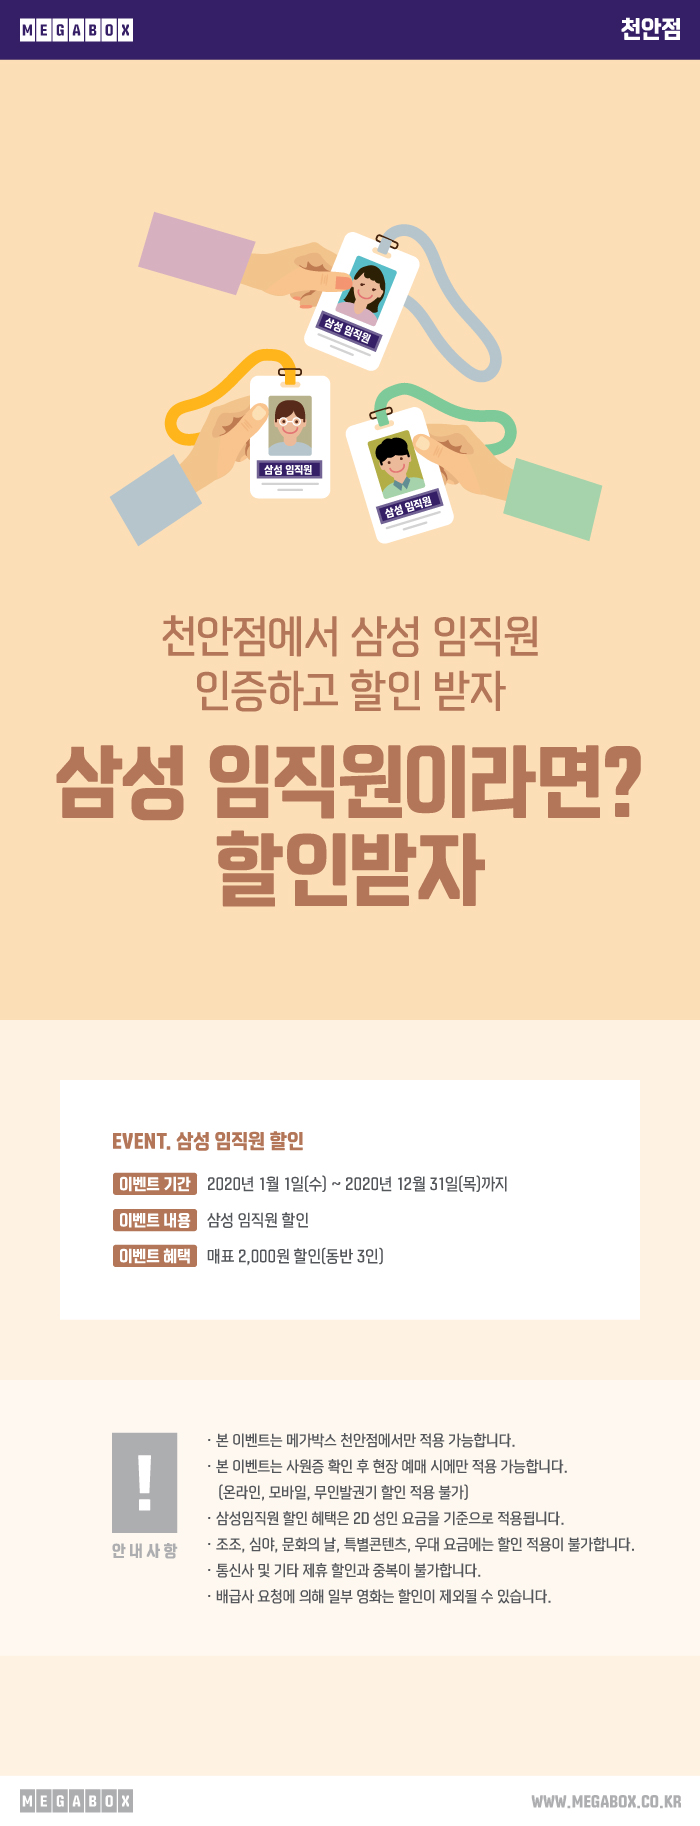 MEGABOX
천안점
삼성 임직원
삼성 임직원
삼성 임직원
천안점에서 삼성 임직원
인증하고 할인 받자
삼성 임직원이라면?
할인받자
EVENT. 삼성 임직원 할인
이벤트 기간 2020년 1월 1일(수) ~ 2020년 12월 31일(목)까지
이벤트 내용 삼성 임직원 할인
이벤트 혜택 매표 2,000원 할인(동반 3인)
!
안내사항
· 본 이벤트는 메가박스 천안점에서만 적용 가능합니다.
· 본 이벤트는 사원증 확인 후 현장 예매 시에만 적용 가능합니다.
(온라인, 모바일, 무인발권기 할인 적용 불가)
· 삼성임직원 할인 혜택은 2D 성인 요금을 기준으로 적용됩니다.
· 조조, 심야, 문화의 날, 특별콘텐츠, 우대 요금에는 할인 적용이 불가합니다.
· 통신사 및 기타 제휴 할인과 중복이 불가합니다.
· 배급사 요청에 의해 일부 영화는 할인이 제외될 수 있습니다.
MEGABOX
WWW.MEGABOX.CO.KR